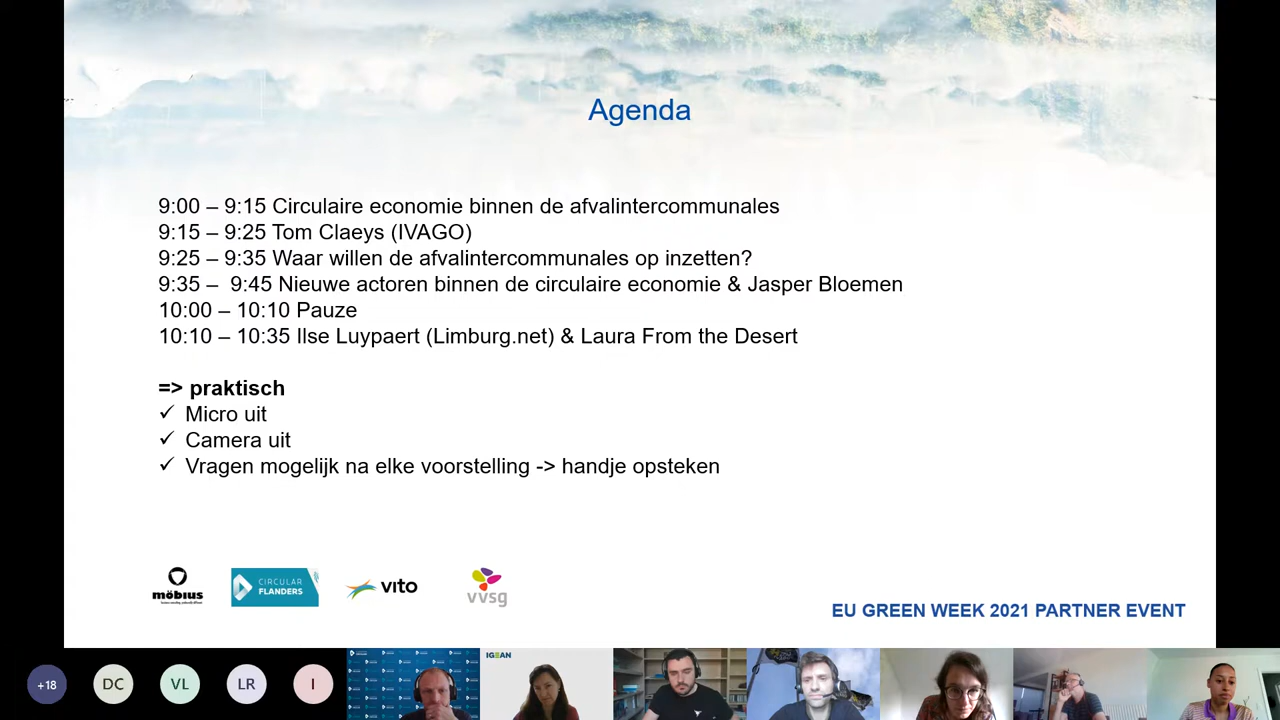 Agenda
9:00 – 9:15 Circulaire economie binnen de afvalintercommunales
9:15 – 9:25 Tom Claeys (IVAGO)
9:25 – 9:35 Waar willen de afvalintercommunales op inzetten?
9:35 –  9:45 Nieuwe actoren binnen de circulaire economie & Jasper Bloemen
10:00 – 10:10 Pauze
10:10 – 10:35 Ilse Luypaert (Limburg.net) & Laura From the Desert
=> praktisch
✓ Micro uit
✓ Camera uit
✓ Vragen mogelijk na elke voorstelling -> handje opsteken
möbius
CIRCULAR
FLANDERS
vito
vvsg
EU GREEN WEEK 2021 PARTNER EVENT
+18
DC
VL
LR
I
IGEAN